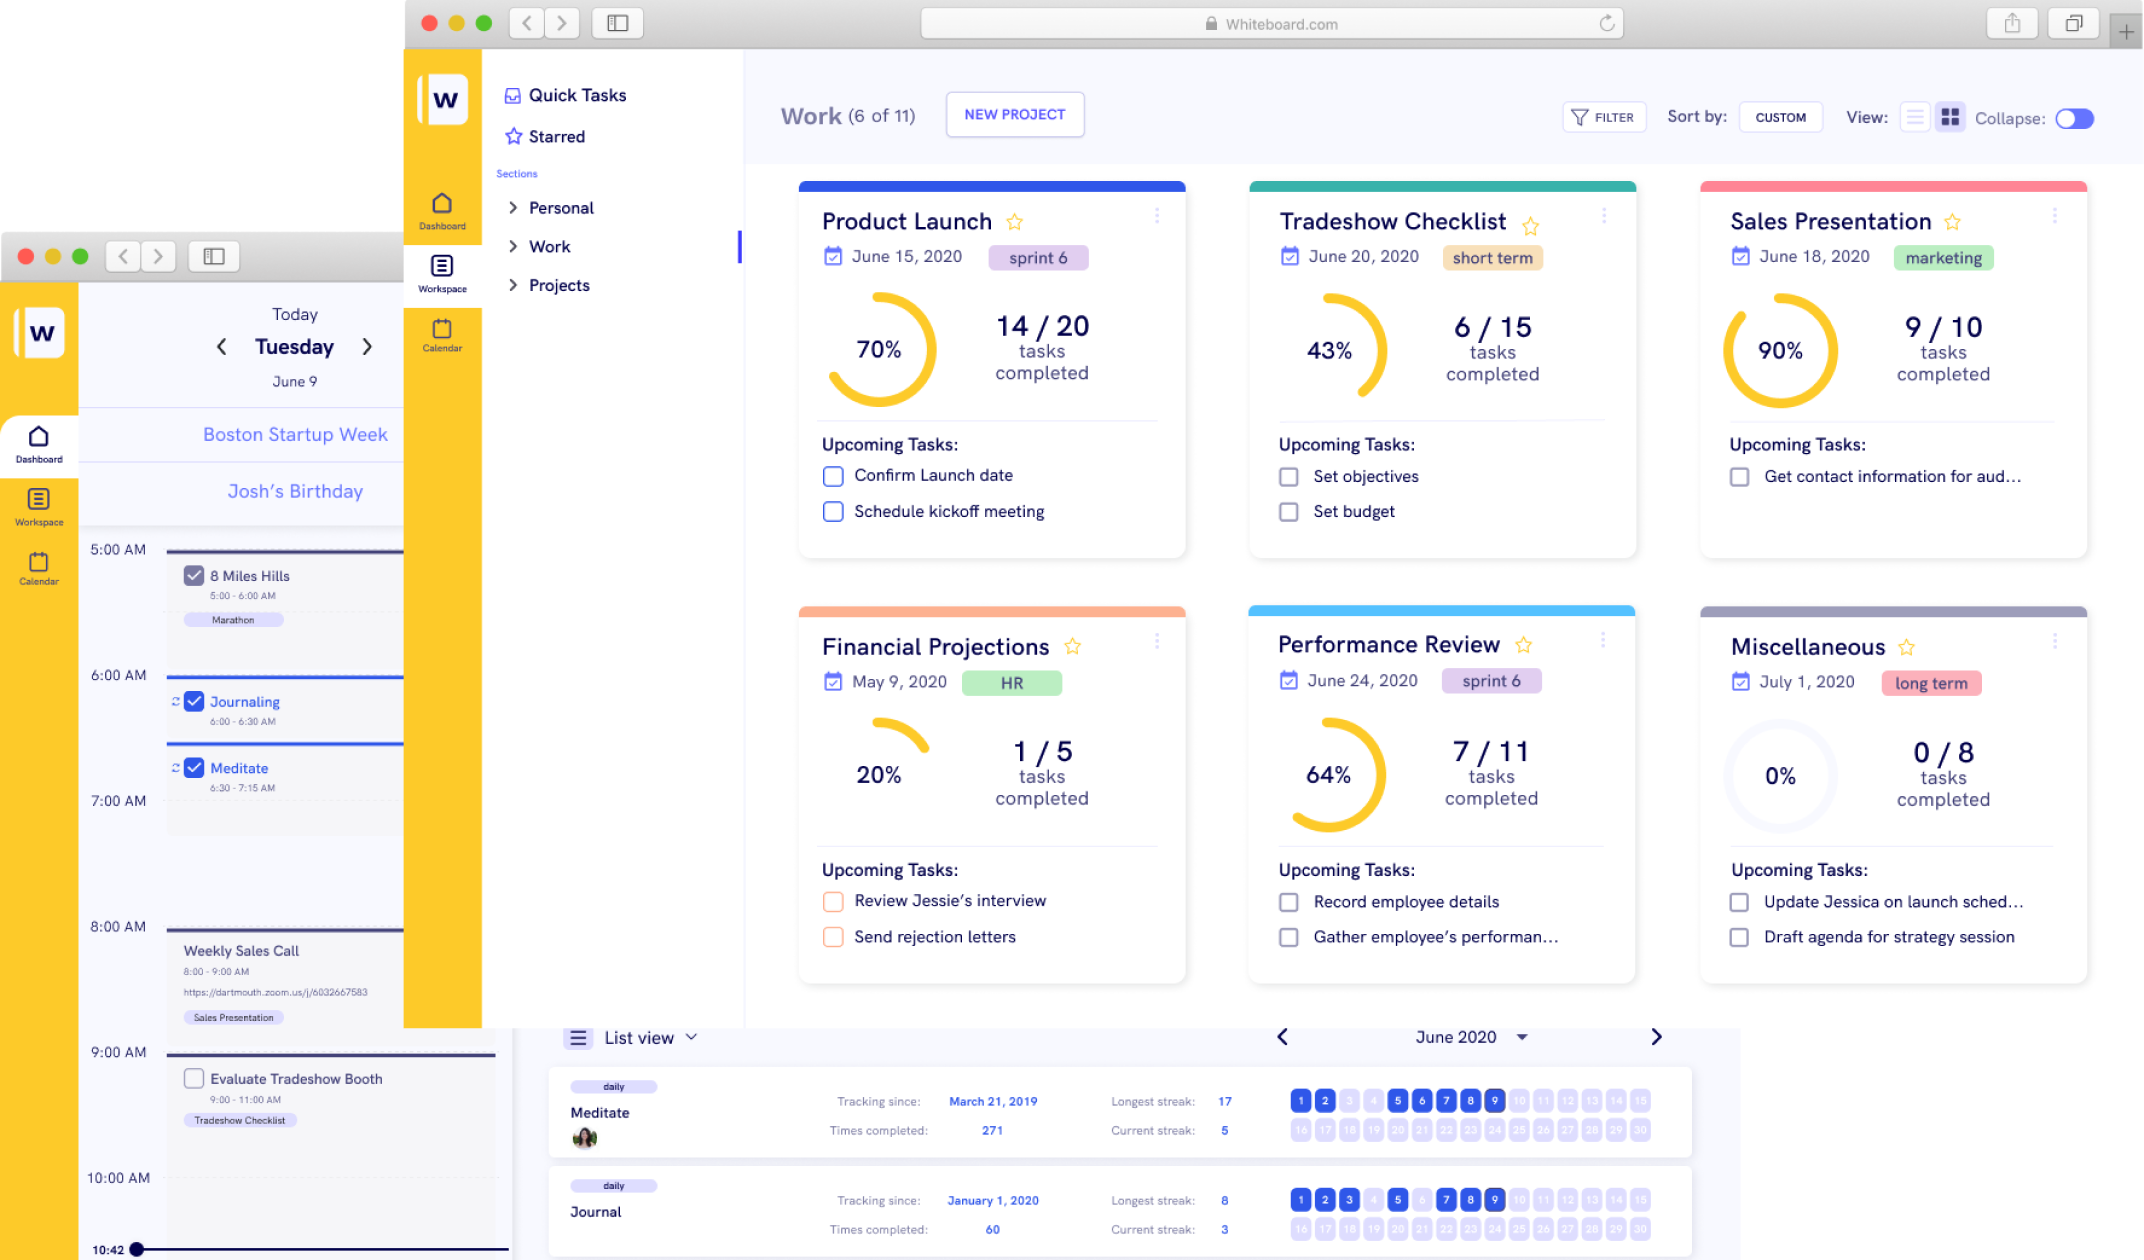 Whiteboard.com
W
Dashboard
Workspace
Calendar
Quick Tasks
Starred
Sections
Personal
Work
Projects
Work (6 of 11)
NEW PROJECT
FILTER
Sort by:
CUSTOM
View:
Collapse:
Product Launch
June 15, 2020
sprint 6
70%
14 / 20
tasks
completed
Upcoming Tasks:
Confirm Launch date
Schedule kickoff meeting
Tradeshow Checklist
June 20, 2020
short term
43%
6 / 15
tasks
completed
Upcoming Tasks:
Set objectives
Set budget
Sales Presentation
June 18, 2020
marketing
90%
9 / 10
tasks
completed
Upcoming Tasks:
Get contact information for aud...
Financial Projections
May 9, 2020
HR
20%
1 / 5
tasks
completed
Upcoming Tasks:
Review Jessie’s interview
Send rejection letters
Performance Review
June 24, 2020
sprint 6
64%
7 / 11
tasks
completed
Upcoming Tasks:
Record employee details
Gather employee’s performan...
Miscellaneous
July 1, 2020
long term
0%
0 / 8
tasks
completed
Upcoming Tasks:
Update Jessica on launch sched...
Draft agenda for strategy session
W
Dashboard
Workspace
Calendar
Today
Tuesday
June 9
Boston Startup Week
Josh’s Birthday
5:00 AM
8 Miles Hills
5:00 - 6:00 AM
Marathon
6:00 AM
Journaling
6:00 - 6:30 AM
Meditate
6:30 - 7:15 AM
7:00 AM
8:00 AM
Weekly Sales Call
8:00 - 9:00 AM
https://dartmouth.zoom.us/j/6032667583
Sales Presentation
9:00 AM
Evaluate Tradeshow Booth
9:00 - 11:00 AM
Tradeshow Checklist
10:00 AM
10:42
List view
June 2020
daily
Meditate
Tracking since: March 21, 2019
Times completed: 271
Longest streak: 17
Current streak: 5
1 2 3 4 5 6 7 8 9 10 11 12 13 14 15
16 17 18 19 20 21 22 23 24 25 26 27 28 29 30
daily
Journal
Tracking since: January 1, 2020
Times completed: 60
Longest streak: 8
Current streak: 3
1 2 3 4 5 6 7 8 9 10 11 12 13 14 15
16 17 18 19 20 21 22 23 24 25 26 27 28 29 30